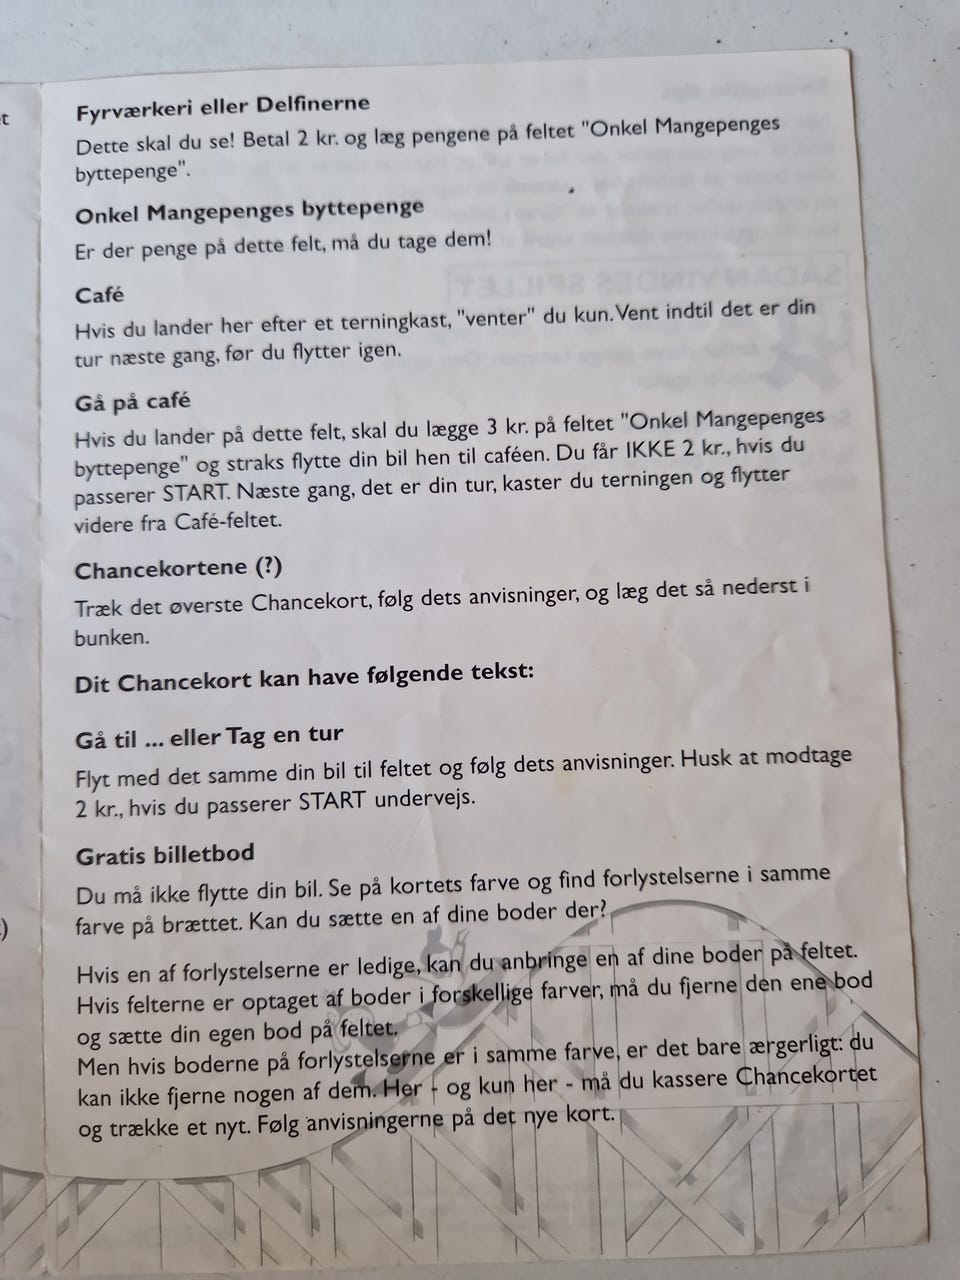 Fyrværkeri eller Delfinerne
Dette skal du se! Betal 2 kr. og læg pengene på feltet "Onkel Mangepenges
byttepenge".
Onkel Mangepenges byttepenge
Er der penge på dette felt, må du tage dem!
Café
Hvis du lander her efter et terningkast, "venter" du kun. Vent indtil det er din
tur næste gang, før du flytter igen.
Gå på café
Hvis du lander på dette felt, skal du lægge 3 kr. på feltet "Onkel Mangepenges
byttepenge" og straks flytte din bil hen til caféen. Du får IKKE 2 kr., hvis du
passerer START. Næste gang, det er din tur, kaster du terningen og flytter
videre fra Café-feltet.
Chancekortene (?)
Træk det øverste Chancekort, følg dets anvisninger, og læg det så nederst i
bunken.
Dit Chancekort kan have følgende tekst:
Gå til ... eller Tag en tur
Flyt med det samme din bil til feltet og følg dets anvisninger. Husk at modtage
2 kr., hvis du passerer START undervejs.
Gratis billetbod
Du må ikke flytte din bil. Se på kortets farve og find forlystelserne i samme
farve på brættet. Kan du sætte en af dine boder der?
Hvis en af forlystelserne er ledige, kan du anbringe en af dine boder på feltet.
Hvis felterne er optaget af boder i forskellige farver, må du fjerne den ene bod
og sætte din egen bod på feltet.
Men hvis boderne på forlystelserne er i samme farve, er det bare ærgerligt: du
kan ikke fjerne nogen af dem. Her - og kun her - må du kassere Chancekortet
og trække et nyt. Følg anvisningerne på det nye kort.